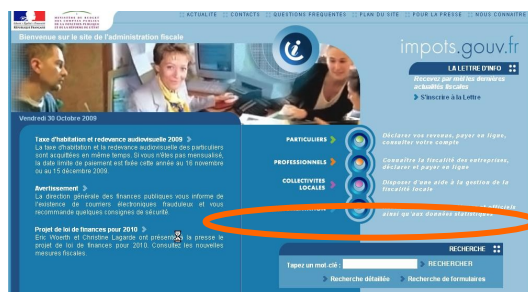 :: ACTUALITÉ :: CONTACTS :: QUESTIONS FRÉQUENTES :: PLAN DU SITE :: POUR LA PRESSE :: NOUS CONNAITRE
Bienvenue sur le site de l'administration fiscale
impots.gouv.fr
LA LETTRE D'INFO
Recevez par mél les dernières
actualités fiscales
S'inscrire à la Lettre
Vendredi 30 Octobre 2009
Taxe d'habitation et redevance audiovisuelle 2009
La taxe d'habitation et la redevance audiovisuelle des particuliers
sont acquittées en même temps. Si vous n'êtes pas mensualisé,
la date limite de paiement est fixée cette année au 16 novembre
ou au 15 décembre 2009.
Avertissement
La direction générale des finances publiques vous informe de
l'existence de courriers électroniques frauduleux et vous
recommande quelques consignes de sécurité.
Projet de loi de finances pour 2010
Eric Woerth et Christine Lagarde ont présenté à la presse le
projet de loi de finances pour 2010. Consultez les nouvelles
mesures fiscales.
PARTICULIERS
Déclarer vos revenus, payer en ligne,
consulter votre compte
PROFESSIONNELS
Connaître la fiscalité des entreprises,
déclarer et payer en ligne
COLLECTIVITES
LOCALES
Disposer d'une aide à la gestion de la
fiscalité locale
ainsi qu'aux données statistiques
RECHERCHE
Tapez un mot clé :
RECHERCHER
Recherche détaillée
Recherche de formulaires